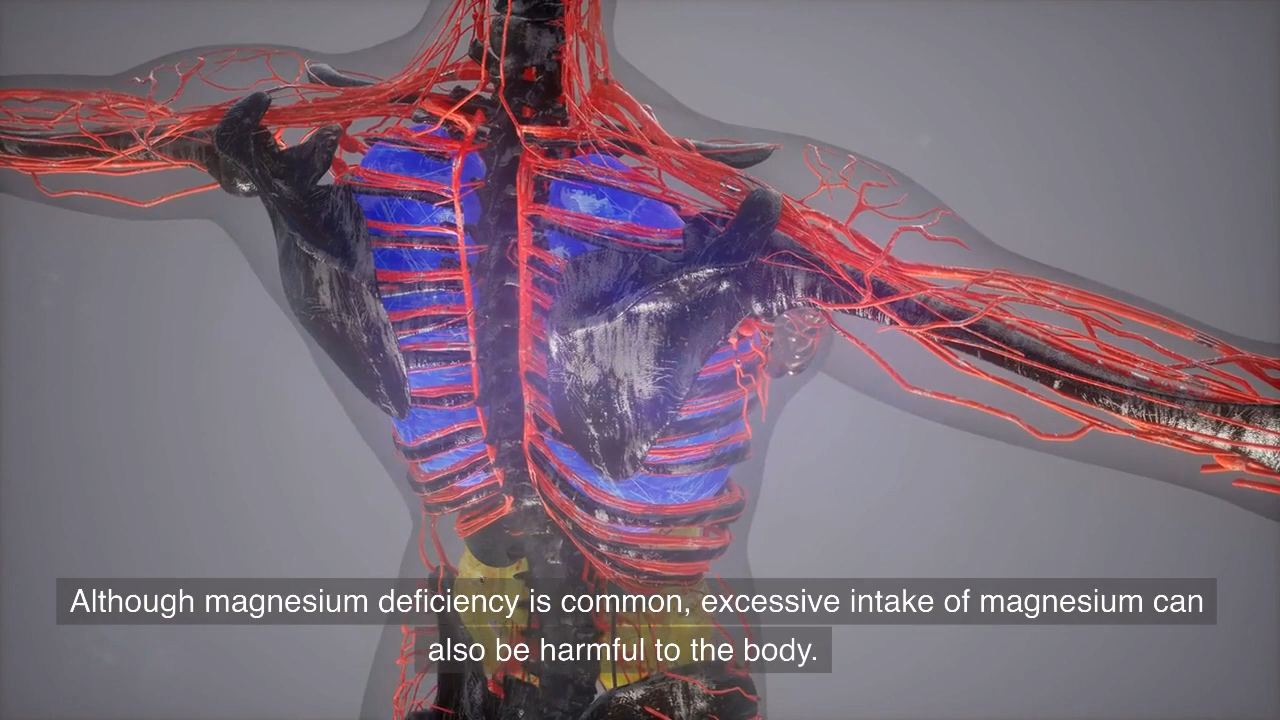 Although magnesium deficiency is common, excessive intake of magnesium can
also be harmful to the body.